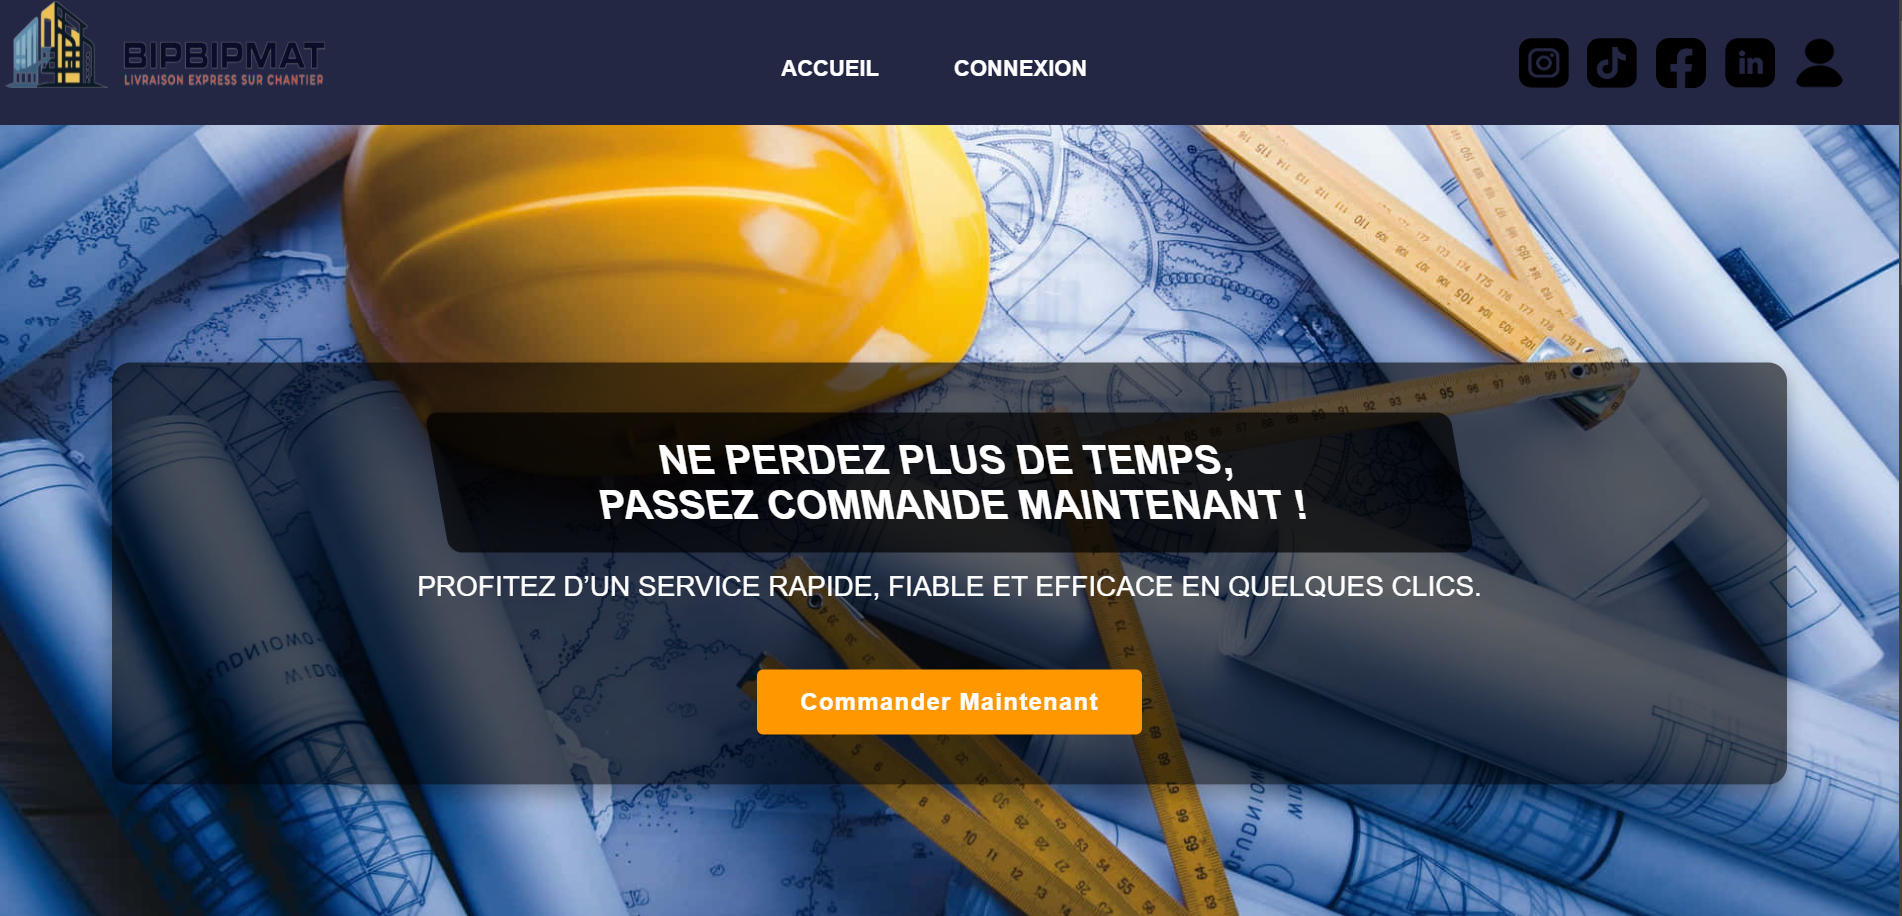 BIPBIPMAT
LIVRAISON EXPRESS SUR CHANTIER
ACCUEIL
CONNEXION
in
NE PERDEZ PLUS DE TEMPS,
PASSEZ COMMANDE MAINTENANT !
PROFITEZ D’UN SERVICE RAPIDE, FIABLE ET EFFICACE EN QUELQUES CLICS.
Commander Maintenant